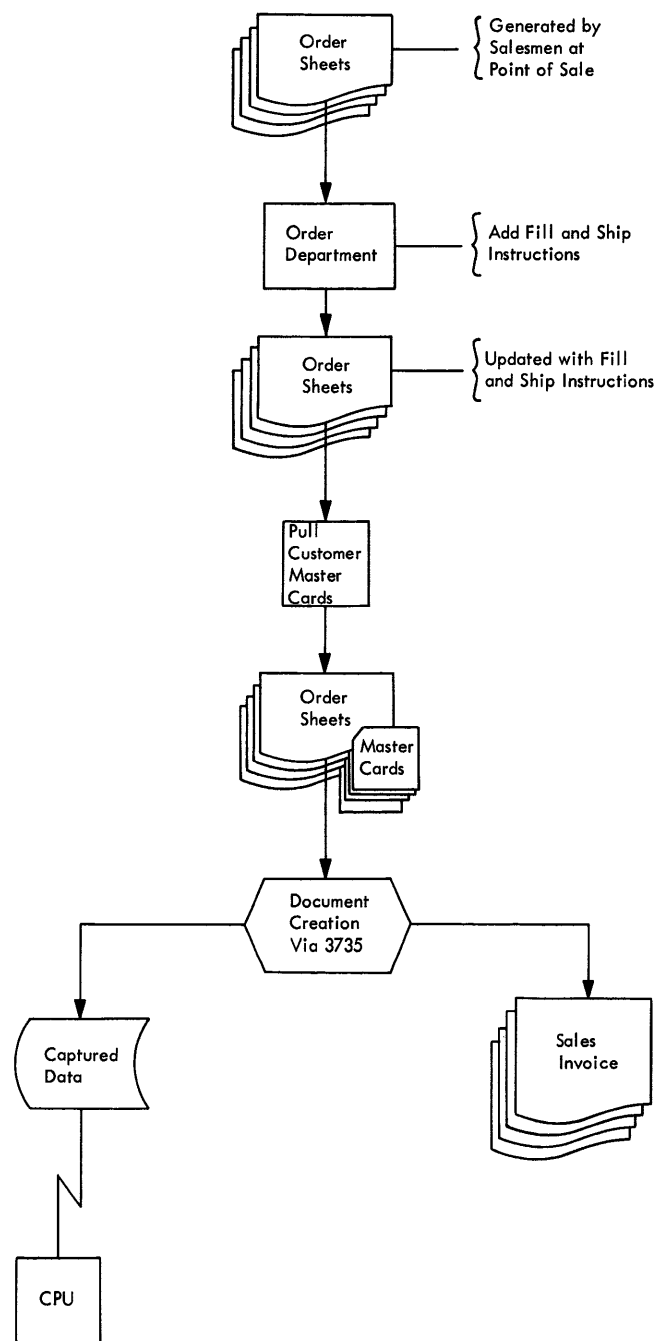 Order
Sheets
Generated by
Salesmen at
Point of Sale
Order
Department
Add Fill and Ship
Instructions
Order
Sheets
Updated with Fill
and Ship Instructions
Pull
Customer
Master
Cards
Order
Sheets
Master
Cards
Document
Creation
Via 3735
Captured
Data
Sales
Invoice
CPU